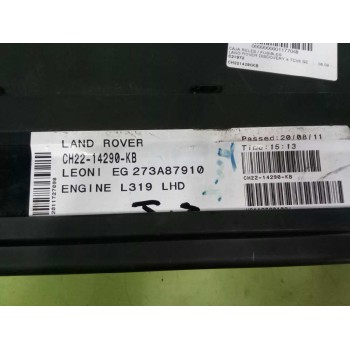 LAND ROVER
CH22-14290-KB
LEONI EG 273A87910
ENGINE L319 LHD
Passed: 20/08/11
Time: 15:13
CH22-14290-KB